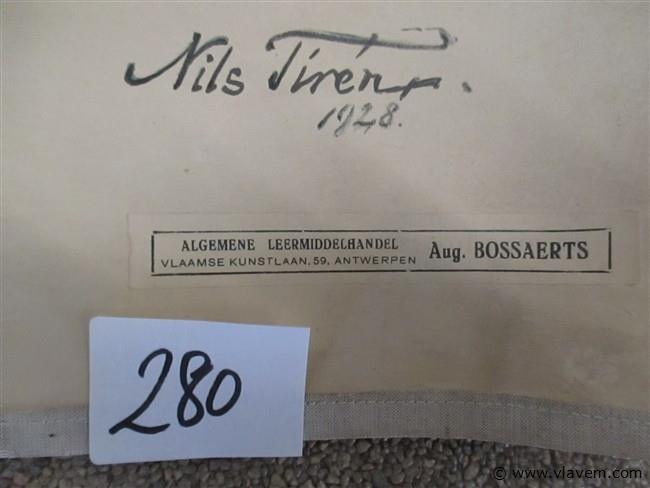 Nils Tirén.
1928.
ALGEMENE LEERMIDDELHANDEL
VLAAMSE KUNSTLAAN, 59, ANTWERPEN
Aug. BOSSAERTS
280
© www.vlavem.com